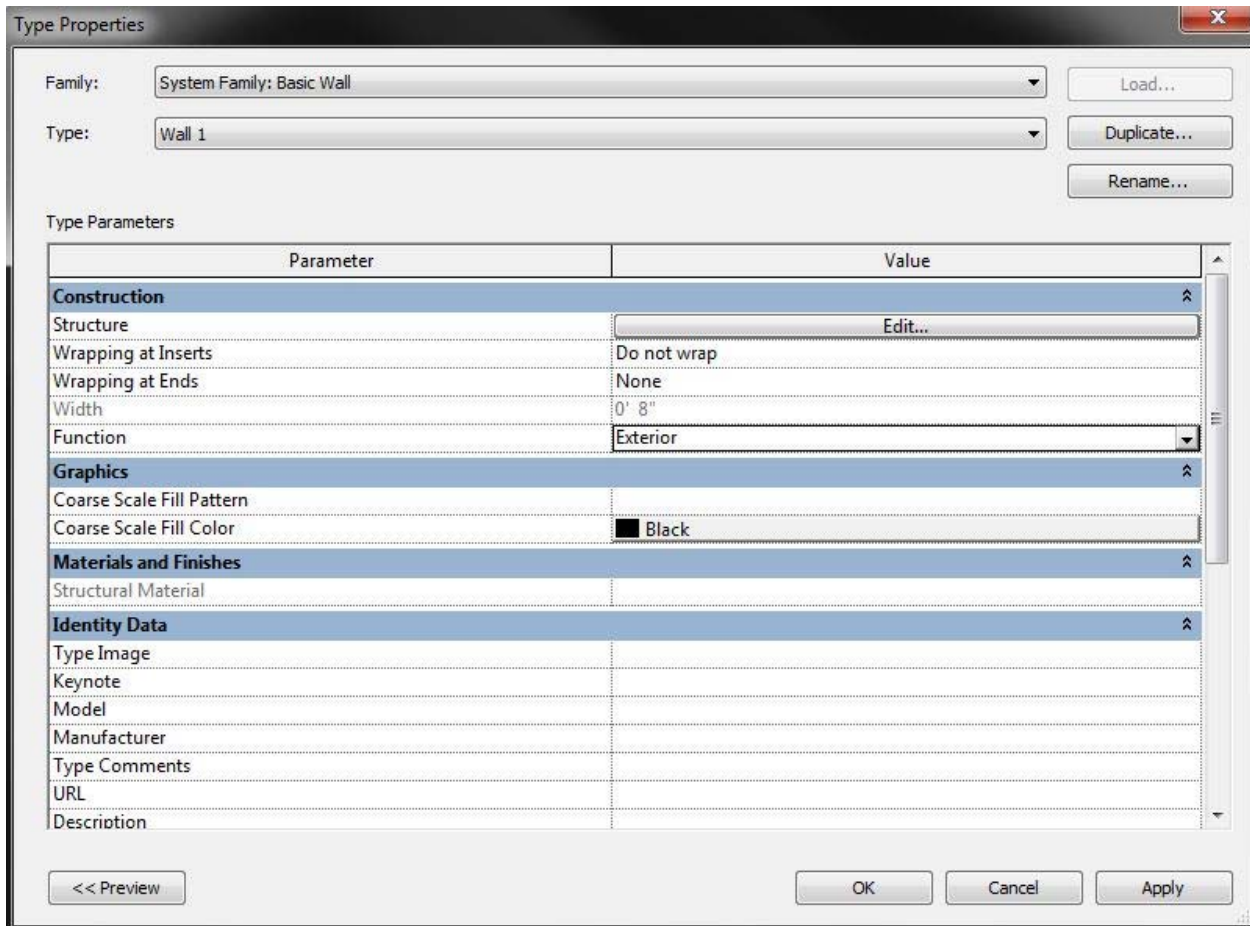 Type Properties
Family: System Family: Basic Wall Load...
Type: Wall 1 Duplicate...
Rename...
Type Parameters
Parameter Value
Construction
Structure Edit...
Wrapping at Inserts Do not wrap
Wrapping at Ends None
Width 0' 8"
Function Exterior
Graphics
Coarse Scale Fill Pattern
Coarse Scale Fill Color Black
Materials and Finishes
Structural Material
Identity Data
Type Image
Keynote
Model
Manufacturer
Type Comments
URL
Description
<< Preview OK Cancel Apply